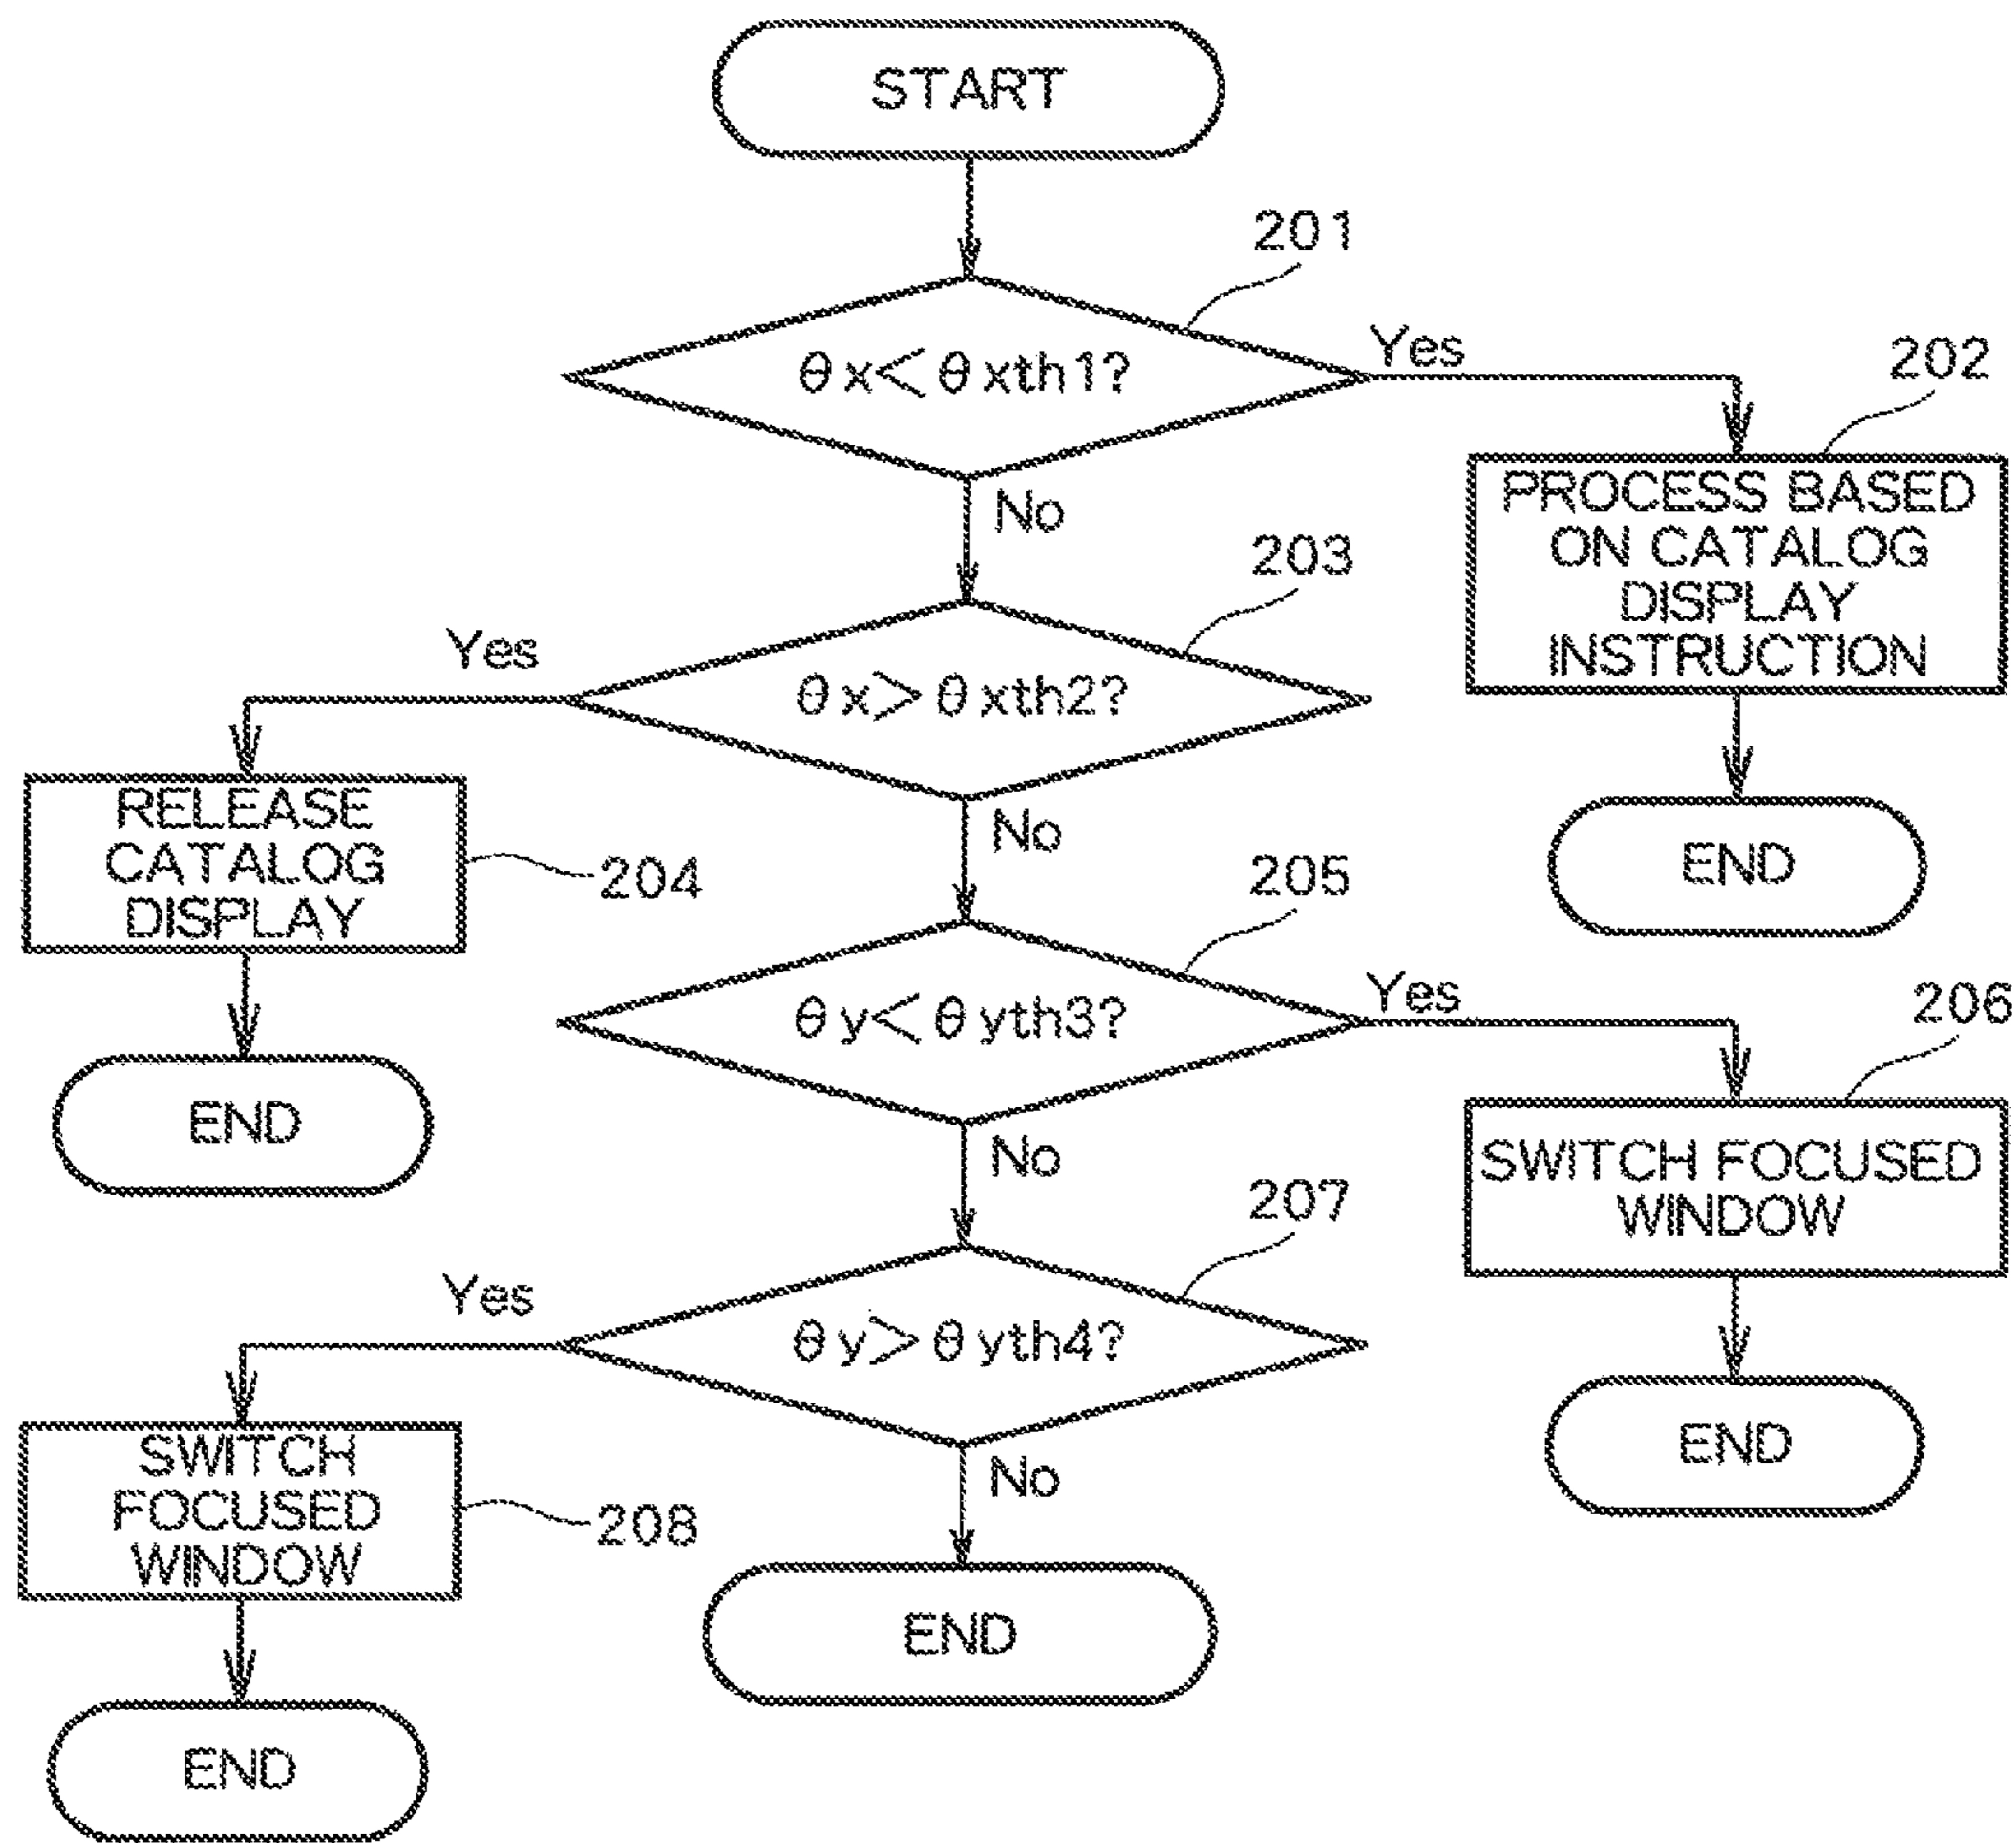 START
201
θx<θxth1?
Yes
202
PROCESS BASED
ON CATALOG
DISPLAY
INSTRUCTION
No
203
Yes
θx>θxth2?
RELEASE
CATALOG
DISPLAY
204
No
END
205
θy<θyth3?
Yes
206
END
No
SWITCH FOCUSED
WINDOW
207
Yes
θy>θyth4?
SWITCH
FOCUSED
WINDOW
208
No
END
END
END